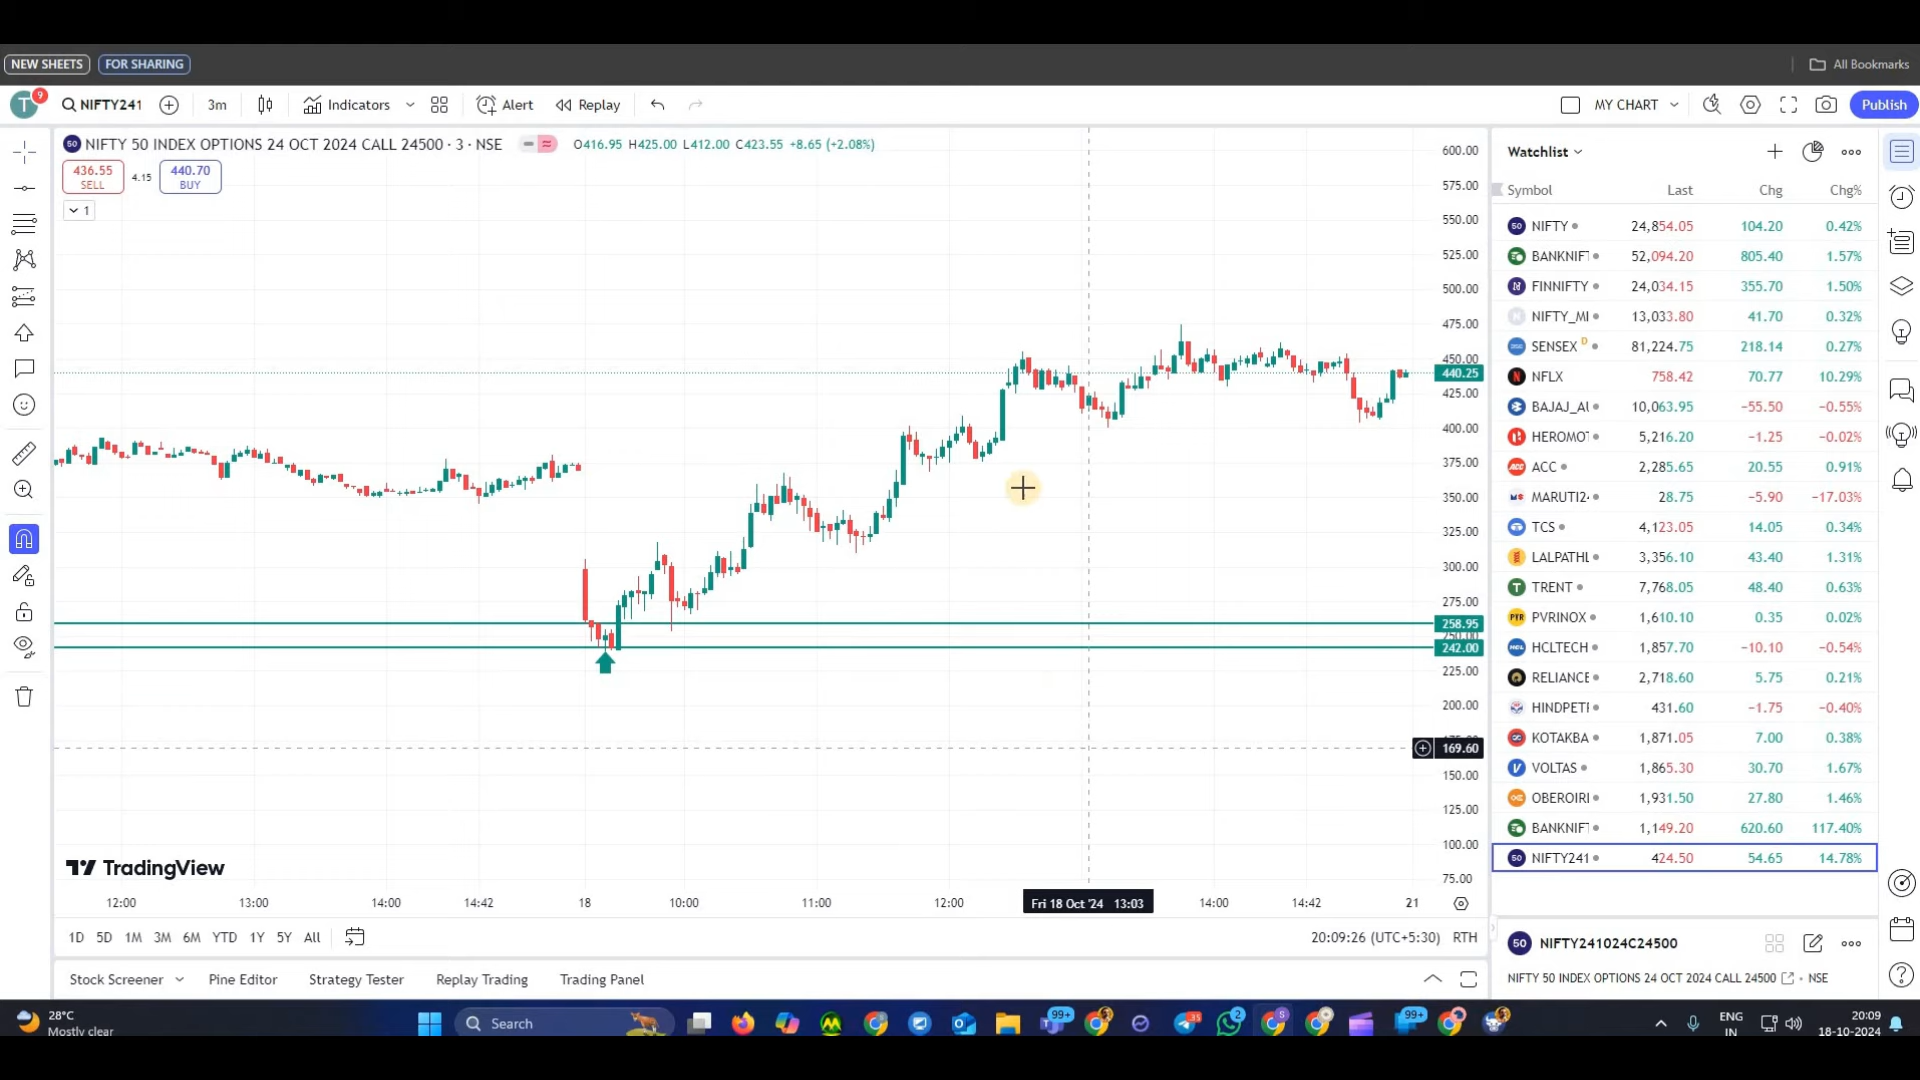 NEW SHEETS FOR SHARING All Bookmarks
T 9 NIFTY241 3m Indicators Alert Replay MY CHART Publish
NIFTY 50 INDEX OPTIONS 24 OCT 2024 CALL 24500 · 3 · NSE O416.95 H425.00 L412.00 C423.55 +8.65 (+2.08%)
436.55 SELL 4.15 440.70 BUY
1
600.00
575.00
550.00
525.00
500.00
475.00
450.00
440.25
425.00
400.00
375.00
350.00
325.00
300.00
275.00
258.95
242.00
225.00
200.00
169.60
150.00
125.00
100.00
75.00
TradingView
12:00 13:00 14:00 14:42 18 10:00 11:00 12:00 Fri 18 Oct '24 13:03 14:00 14:42 21
1D 5D 1M 3M 6M YTD 1Y 5Y All 20:09:26 (UTC+5:30) RTH
Stock Screener Pine Editor Strategy Tester Replay Trading Trading Panel
Watchlist
Symbol Last Chg Chg%
NIFTY 24,854.05 104.20 0.42%
BANKNIFT 52,094.20 805.40 1.57%
FINNIFTY 24,034.15 355.70 1.50%
NIFTY_MI 13,033.80 41.70 0.32%
SENSEX D 81,224.75 218.14 0.27%
NFLX 758.42 70.77 10.29%
BAJAJ_AU 10,063.95 −55.50 −0.55%
HEROMOT 5,216.20 −1.25 −0.02%
ACC 2,285.65 20.55 0.91%
MARUTI24 28.75 −5.90 −17.03%
TCS 4,123.05 14.05 0.34%
LALPATHL 3,356.10 43.40 1.31%
TRENT 7,768.05 48.40 0.63%
PVRINOX 1,610.10 0.35 0.02%
HCLTECH 1,857.70 −10.10 −0.54%
RELIANCE 2,718.60 5.75 0.21%
HINDPETR 431.60 −1.75 −0.40%
KOTAKBA 1,871.05 7.00 0.38%
VOLTAS 1,865.30 30.70 1.67%
OBEROIRI 1,931.50 27.80 1.46%
BANKNIFT 1,149.20 620.60 117.40%
NIFTY241 424.50 54.65 14.78%
50 NIFTY241024C24500
NIFTY 50 INDEX OPTIONS 24 OCT 2024 CALL 24500 · NSE
28°C
Mostly clear
Search
99+ 2 99+
ENG
IN
20:09
18-10-2024